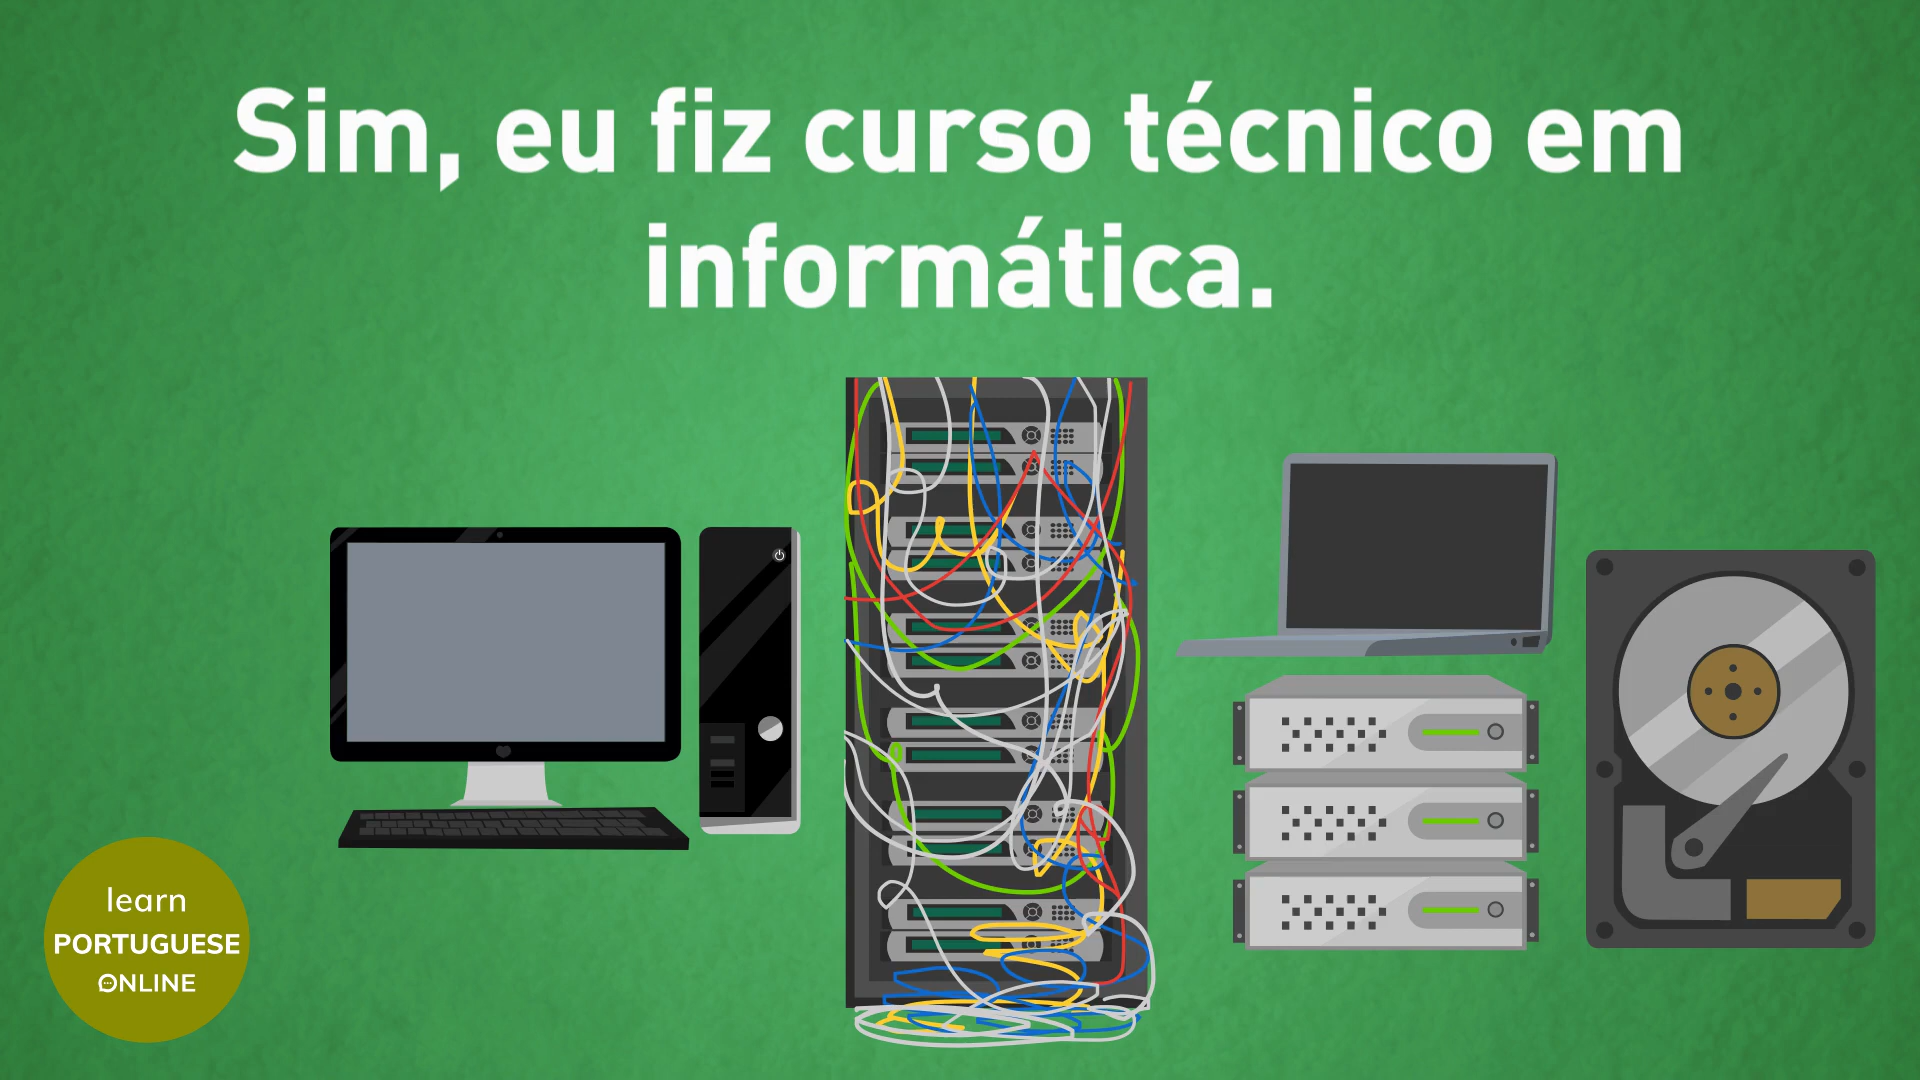 Sim, eu fiz curso técnico em
informática.
learn
PORTUGUESE
ONLINE